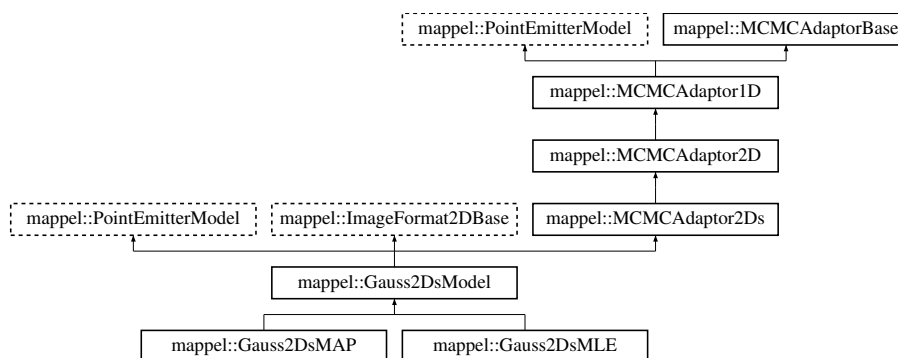 mappel::PointEmitterModel
mappel::MCMCAdaptorBase
mappel::MCMCAdaptor1D
mappel::MCMCAdaptor2D
mappel::PointEmitterModel
mappel::ImageFormat2DBase
mappel::MCMCAdaptor2Ds
mappel::Gauss2DsModel
mappel::Gauss2DsMAP
mappel::Gauss2DsMLE